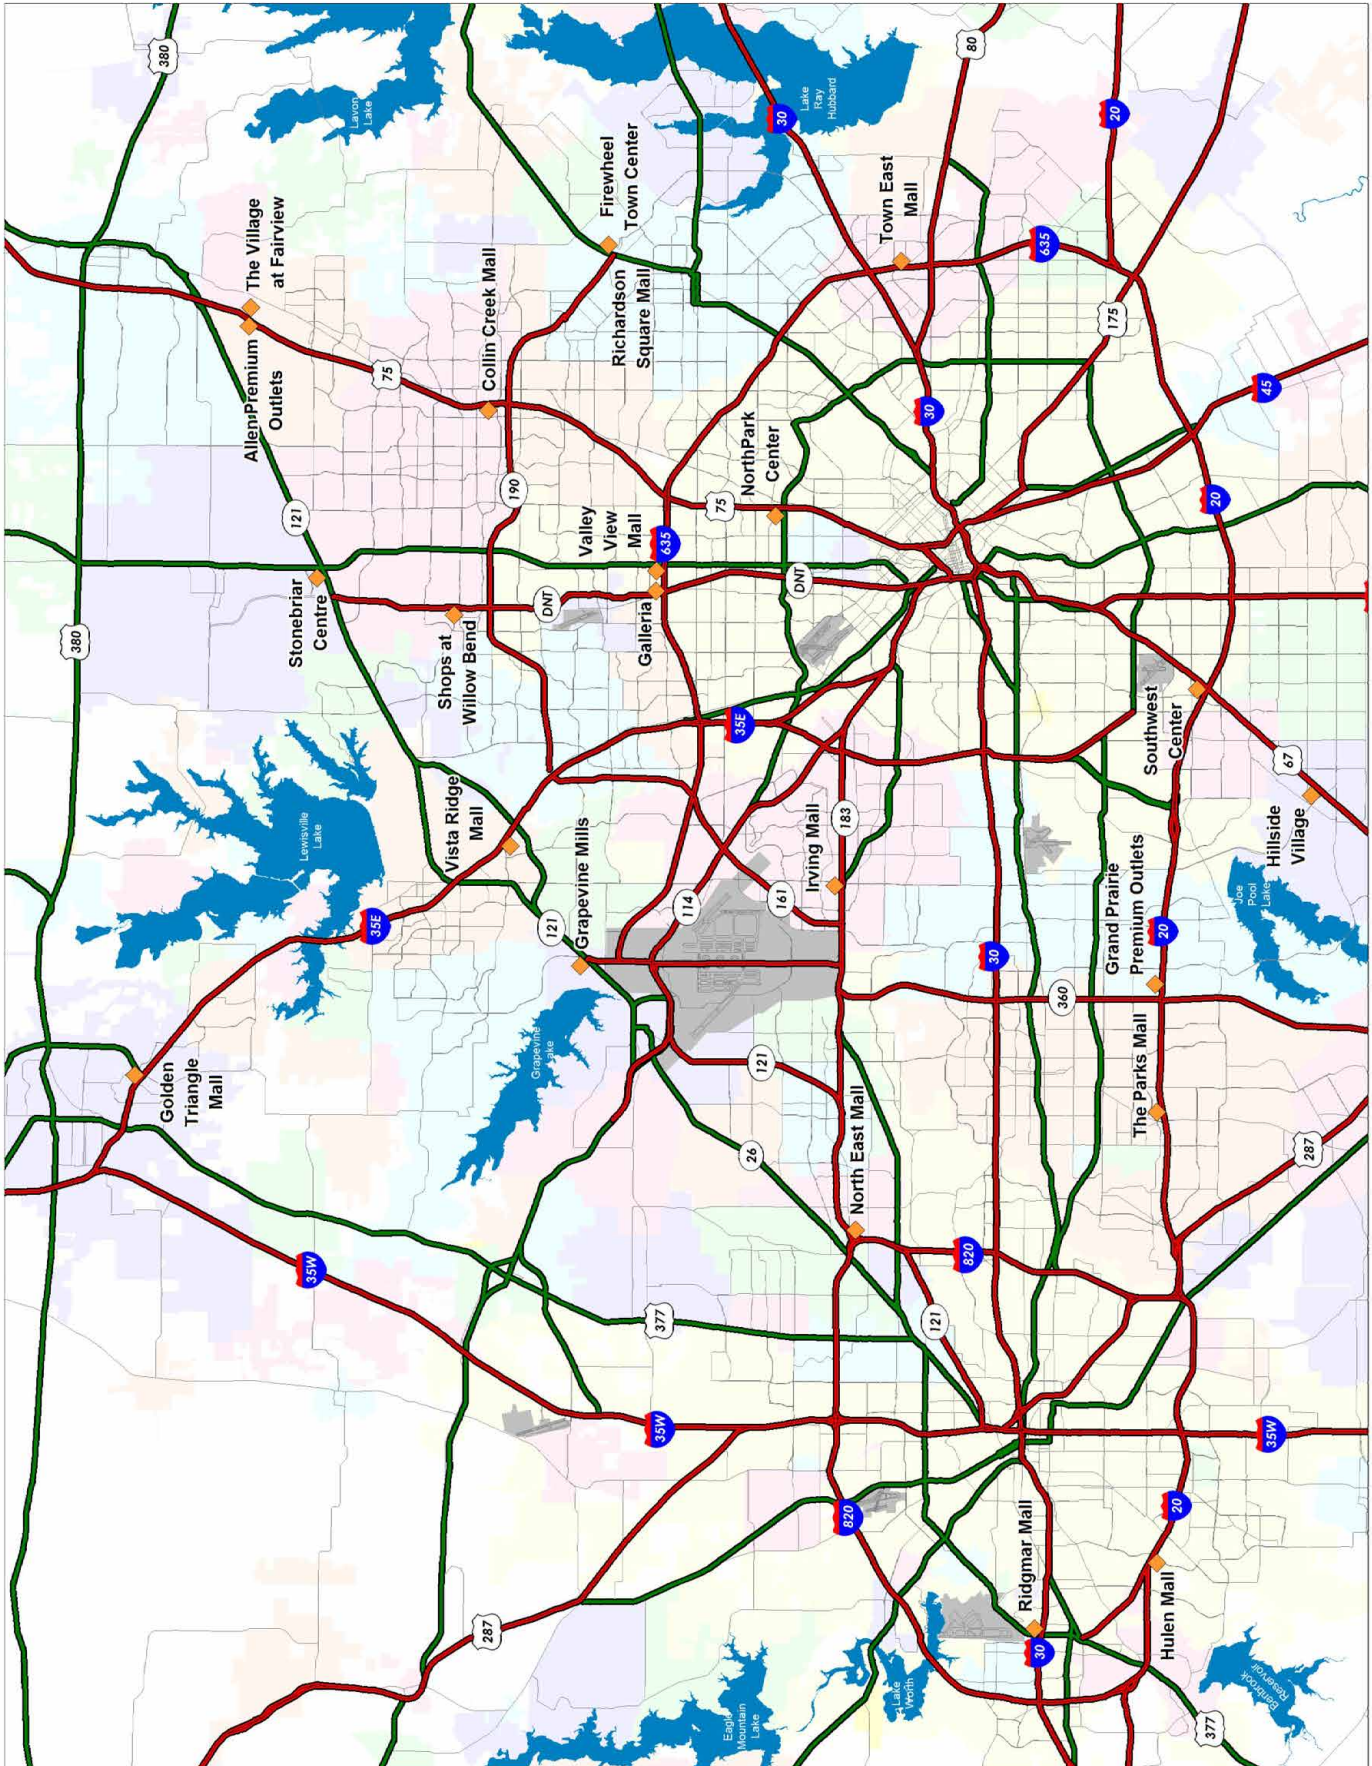 380
380
Golden
Triangle
Mall
The Village
at Fairview
Allen Premium
Outlets
35W
Stonebriar
Centre
121
Lewisville
Lake
Lavon
Lake
35E
75
Shops at
Willow Bend
Vista Ridge
Mall
Collin Creek Mall
287
190
Grapevine
Lake
121
DNT
Grapevine Mills
Valley
View
Mall
Firewheel
Town Center
Richardson
Square Mall
Galleria
35W
377
635
114
75
NorthPark
Center
Eagle
Mountain
Lake
26
121
35E
161
30
DNT
Lake
Ray
Hubbard
Irving Mall
820
183
North East Mall
Town East
Mall
Lake
Worth
121
30
820
80
30
Ridgmar Mall
30
635
360
175
20
Grand Prairie
Premium Outlets
The Parks Mall
Southwest
Center
20
Hulen Mall
20
20
377
Joe
Pool
Lake
Benbrook
Reservoir
35W
45
Hillside
Village
67
287